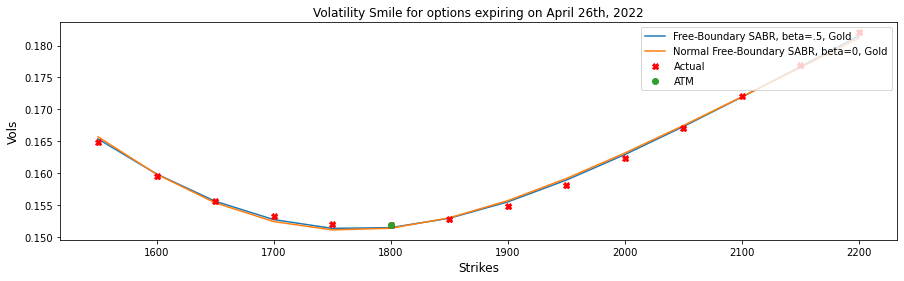 Volatility Smile for options expiring on April 26th, 2022
Free-Boundary SABR, beta=.5, Gold
Normal Free-Boundary SABR, beta=0, Gold
Actual
ATM
Vols
0.180
0.175
0.170
0.165
0.160
0.155
0.150
1600
1700
1800
1900
2000
2100
2200
Strikes